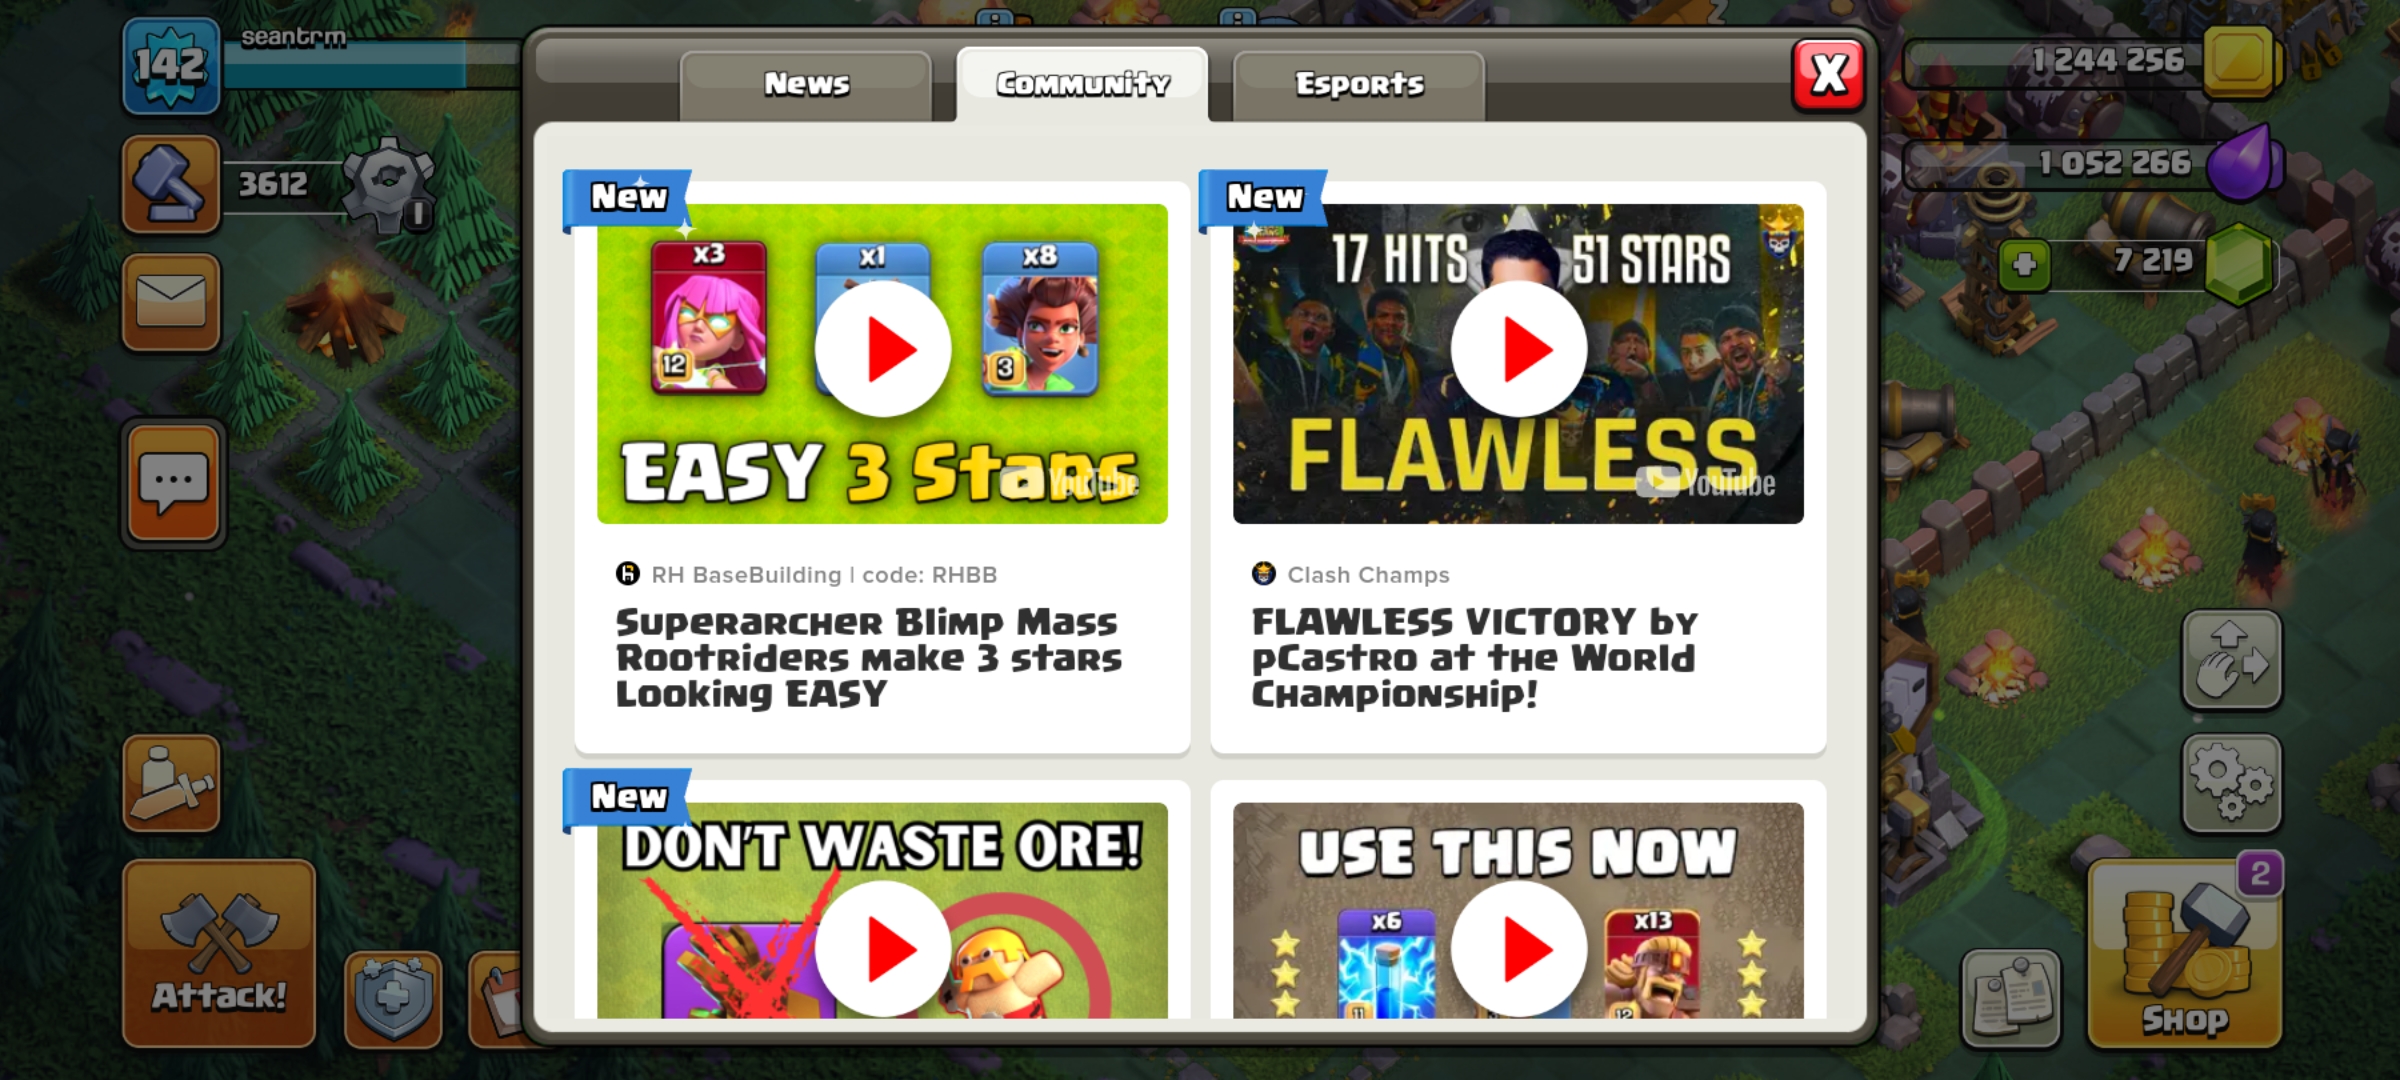 142
seantrm
3612
1
News
Community
Esports
X
1 244 256
1 052 266
7 219
New
x3
x1
x8
12
3
EASY 3 Stars
YouTube
RH BaseBuilding | code: RHBB
Superarcher Blimp Mass
Rootriders make 3 stars
Looking EASY
New
17 HITS 51 STARS
FLAWLESS
YouTube
Clash Champs
FLAWLESS VICTORY by
pCastro at the World
Championship!
New
DON'T WASTE ORE!
USE THIS NOW
x6
x13
11
12
Attack!
2
Shop